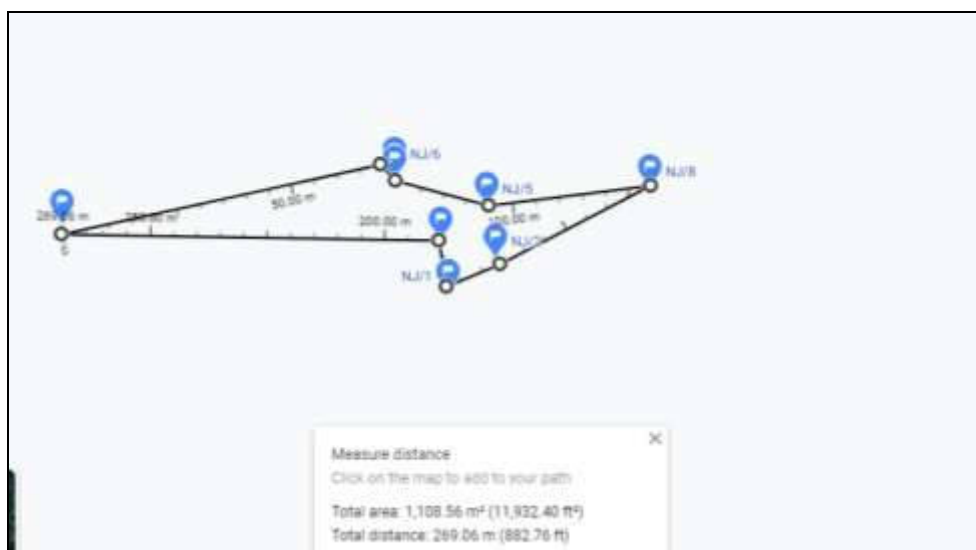 NJ/6
NJ/8
NJ/5
50.00 m
269.06 m
200.00 m
100.00 m
NJ/1
0
Measure distance
Click on the map to add to your path
Total area: 1,108.56 m² (11,932.40 ft²)
Total distance: 269.06 m (882.76 ft)